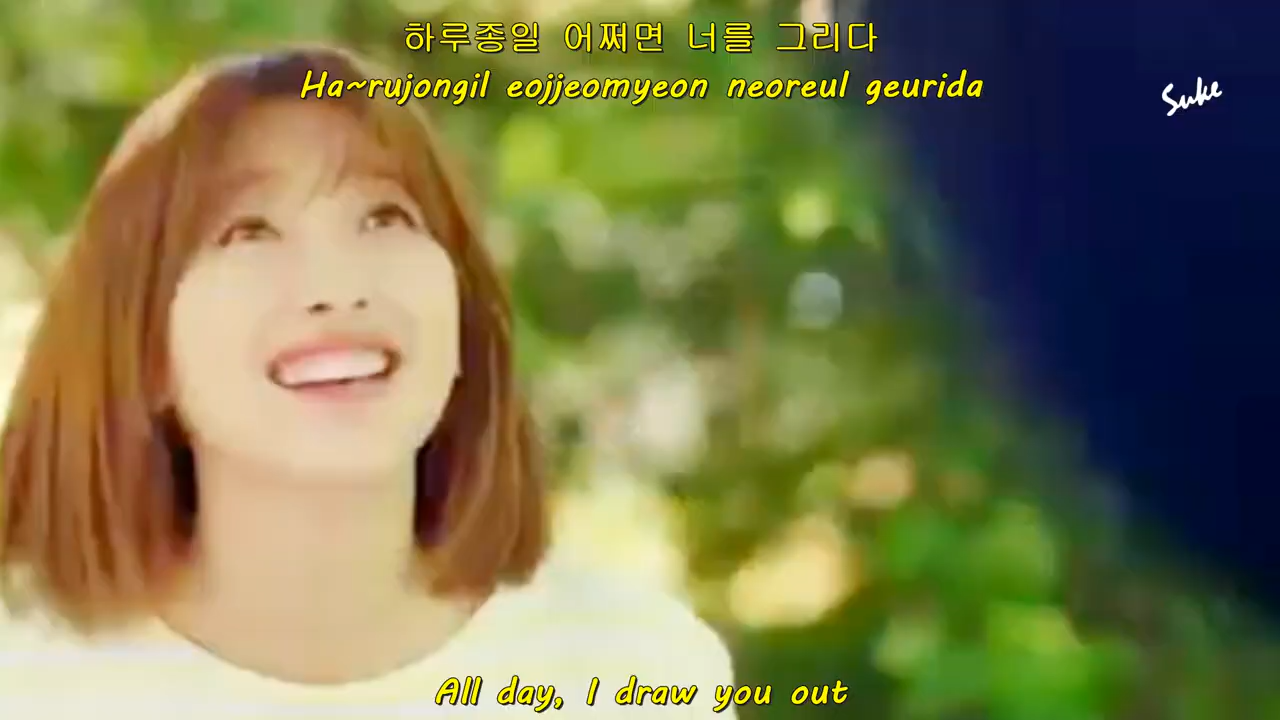 하루종일 어쩌면 너를 그리다
Ha~rujongil eojjeomyeon neoreul geurida
Suke
All day, I draw you out